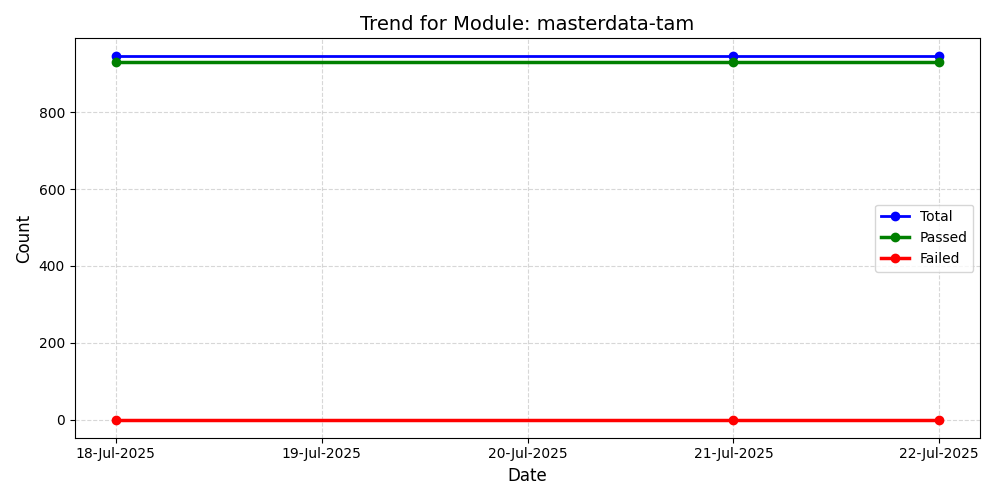 Trend for Module: masterdata-tam
Count
800
600
400
200
0
Total
Passed
Failed
18-Jul-2025
19-Jul-2025
20-Jul-2025
21-Jul-2025
22-Jul-2025
Date